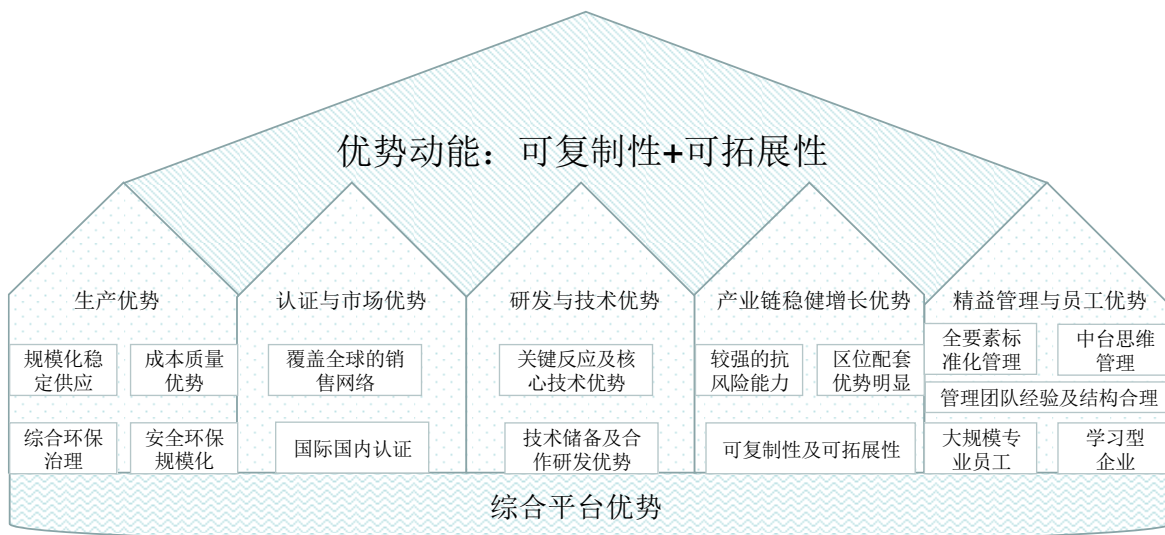 优势动能：可复制性+可拓展性
生产优势
规模化稳
定供应
成本质量
优势
综合环保
治理
安全环保
规模化
认证与市场优势
覆盖全球的销
售网络
国际国内认证
研发与技术优势
关键反应及核
心技术优势
技术储备及合
作研发优势
产业链稳健增长优势
较强的抗
风险能力
区位配套
优势明显
可复制性及可拓展性
精益管理与员工优势
全要素标
准化管理
中台思维
管理
管理团队经验及结构合理
大规模专
业员工
学习型
企业
综合平台优势